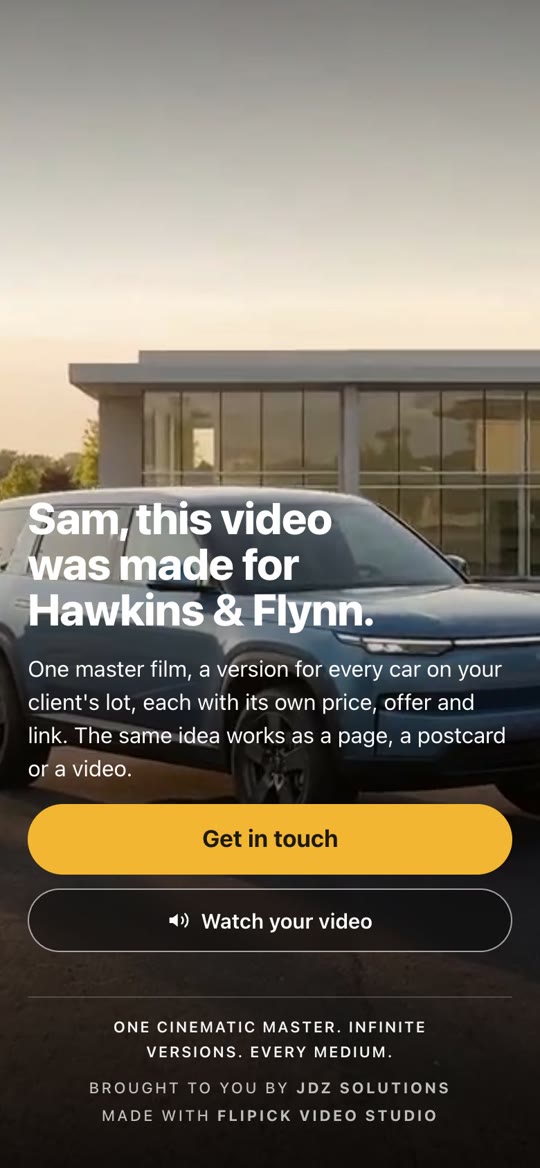 Sam, this video
was made for
Hawkins & Flynn.
One master film, a version for every car on your
client's lot, each with its own price, offer and
link. The same idea works as a page, a postcard
or a video.
Get in touch
Watch your video
ONE CINEMATIC MASTER. INFINITE
VERSIONS. EVERY MEDIUM.
BROUGHT TO YOU BY JDZ SOLUTIONS
MADE WITH FLIPICK VIDEO STUDIO